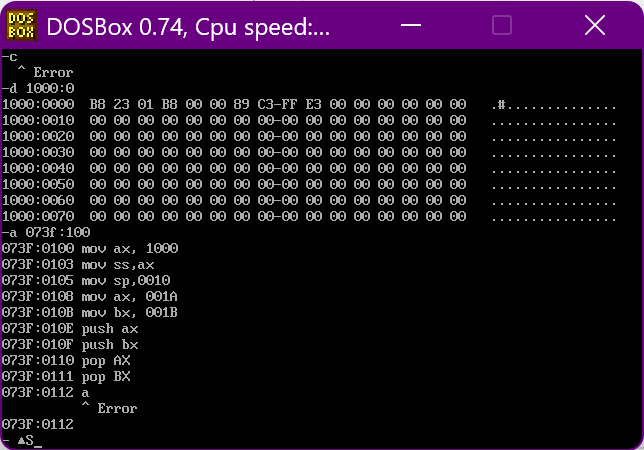 DOS
BOX
DOSBox 0.74, Cpu speed:...
-c
  ^ Error
-d 1000:0
1000:0000  B8 23 01 B8 00 00 89 C3-FF E3 00 00 00 00 00 00   .#..............
1000:0010  00 00 00 00 00 00 00 00-00 00 00 00 00 00 00 00   ................
1000:0020  00 00 00 00 00 00 00 00-00 00 00 00 00 00 00 00   ................
1000:0030  00 00 00 00 00 00 00 00-00 00 00 00 00 00 00 00   ................
1000:0040  00 00 00 00 00 00 00 00-00 00 00 00 00 00 00 00   ................
1000:0050  00 00 00 00 00 00 00 00-00 00 00 00 00 00 00 00   ................
1000:0060  00 00 00 00 00 00 00 00-00 00 00 00 00 00 00 00   ................
1000:0070  00 00 00 00 00 00 00 00-00 00 00 00 00 00 00 00   ................
-a 073f:100
073F:0100 mov ax, 1000
073F:0103 mov ss,ax
073F:0105 mov sp,0010
073F:0108 mov ax, 001A
073F:010B mov bx, 001B
073F:010E push ax
073F:010F push bx
073F:0110 pop AX
073F:0111 pop BX
073F:0112 a
          ^ Error
073F:0112
- ▲S_